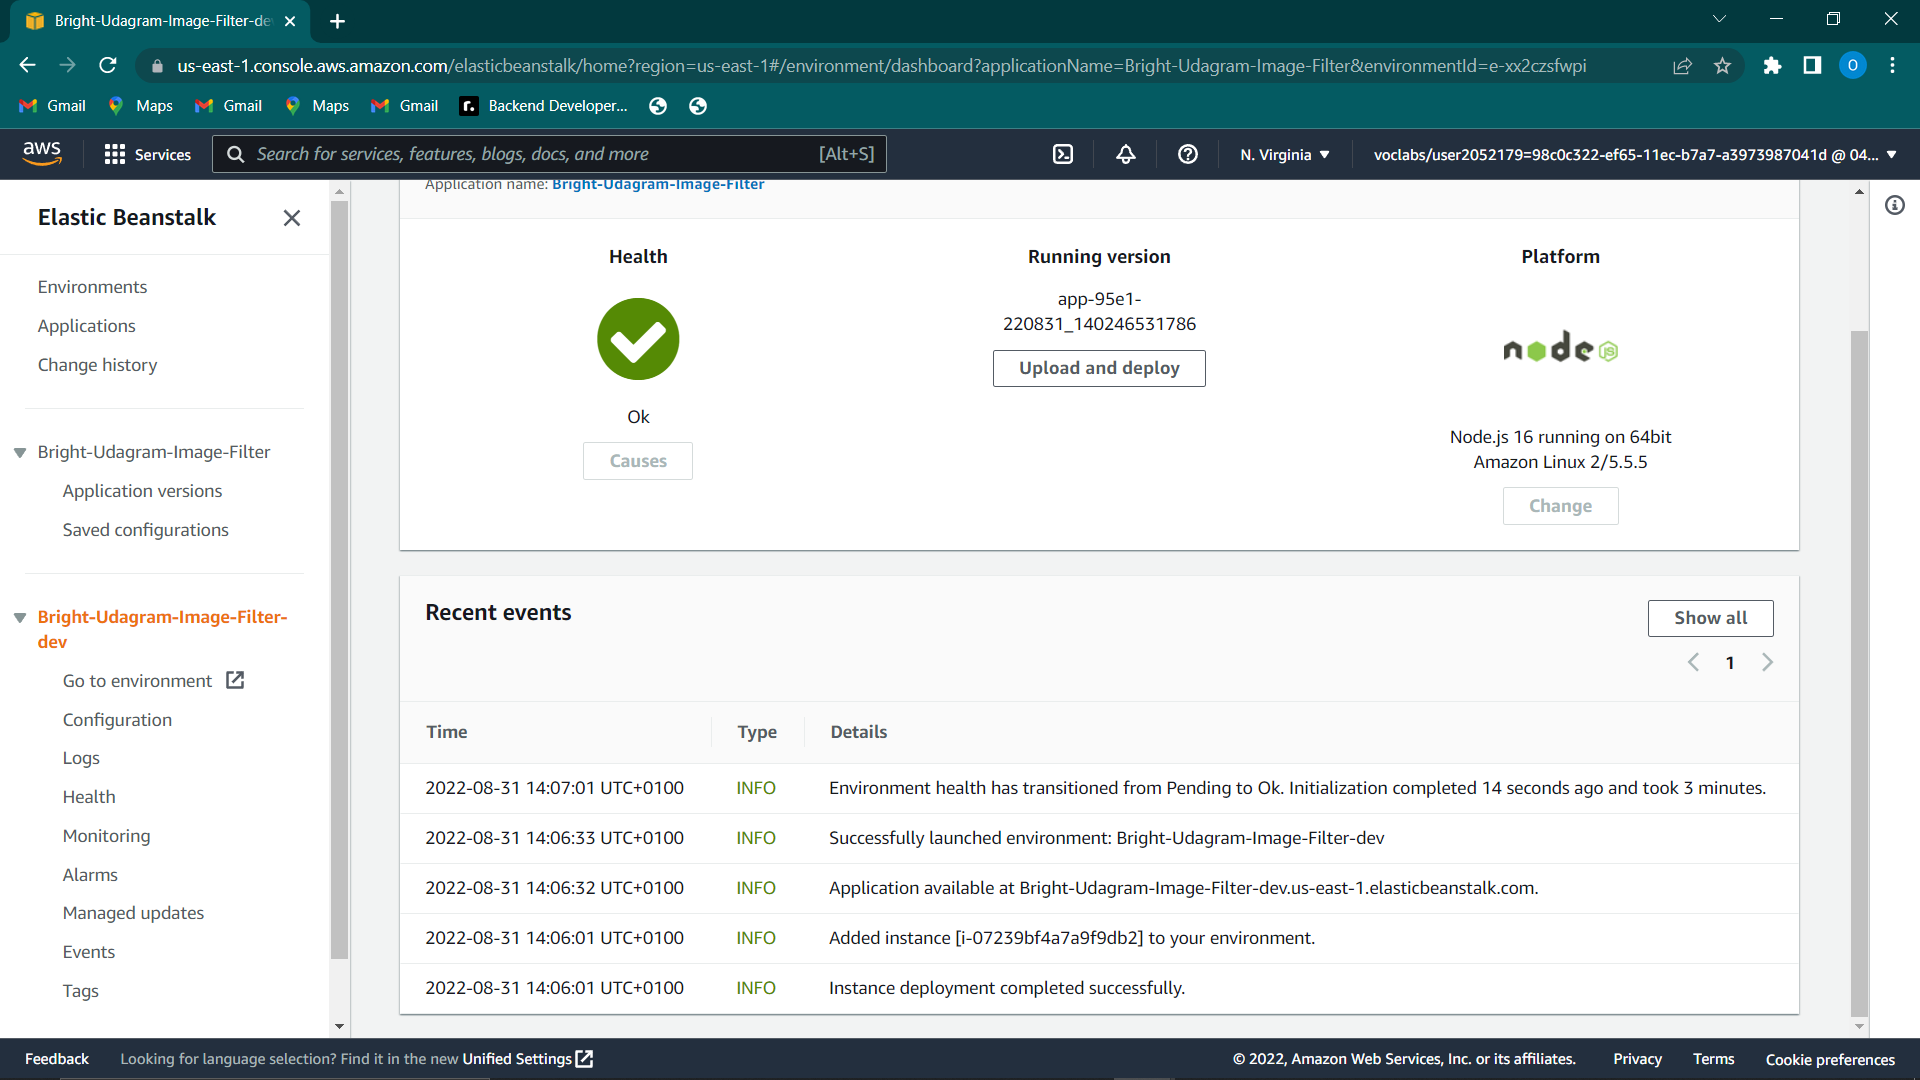 Bright-Udagram-Image-Filter-de
us-east-1.console.aws.amazon.com/elasticbeanstalk/home?region=us-east-1#/environment/dashboard?applicationName=Bright-Udagram-Image-Filter&environmentId=e-xx2czsfwpi
O
Gmail Maps Gmail Maps Gmail r. Backend Developer...
aws Services Search for services, features, blogs, docs, and more [Alt+S] N. Virginia voclabs/user2052179=98c0c322-ef65-11ec-b7a7-a3973987041d @ 04...
Elastic Beanstalk
Environments
Applications
Change history
Bright-Udagram-Image-Filter
Application versions
Saved configurations
Bright-Udagram-Image-Filter-
dev
Go to environment
Configuration
Logs
Health
Monitoring
Alarms
Managed updates
Events
Tags
Application name: Bright-Udagram-Image-Filter
Health
Ok
Causes
Running version
app-95e1-
220831_140246531786
Upload and deploy
Platform
node JS
Node.js 16 running on 64bit
Amazon Linux 2/5.5.5
Change
Recent events
Show all
1
Time Type Details
2022-08-31 14:07:01 UTC+0100 INFO Environment health has transitioned from Pending to Ok. Initialization completed 14 seconds ago and took 3 minutes.
2022-08-31 14:06:33 UTC+0100 INFO Successfully launched environment: Bright-Udagram-Image-Filter-dev
2022-08-31 14:06:32 UTC+0100 INFO Application available at Bright-Udagram-Image-Filter-dev.us-east-1.elasticbeanstalk.com.
2022-08-31 14:06:01 UTC+0100 INFO Added instance [i-07239bf4a7a9f9db2] to your environment.
2022-08-31 14:06:01 UTC+0100 INFO Instance deployment completed successfully.
Feedback Looking for language selection? Find it in the new Unified Settings © 2022, Amazon Web Services, Inc. or its affiliates. Privacy Terms Cookie preferences